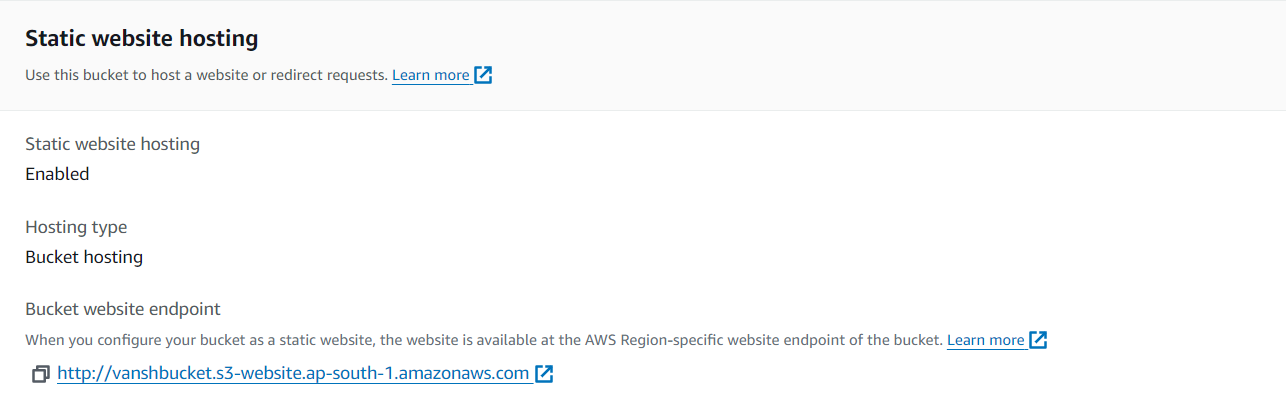 Static website hosting
Use this bucket to host a website or redirect requests. Learn more
Static website hosting
Enabled
Hosting type
Bucket hosting
Bucket website endpoint
When you configure your bucket as a static website, the website is available at the AWS Region-specific website endpoint of the bucket. Learn more
http://vanshbucket.s3-website.ap-south-1.amazonaws.com